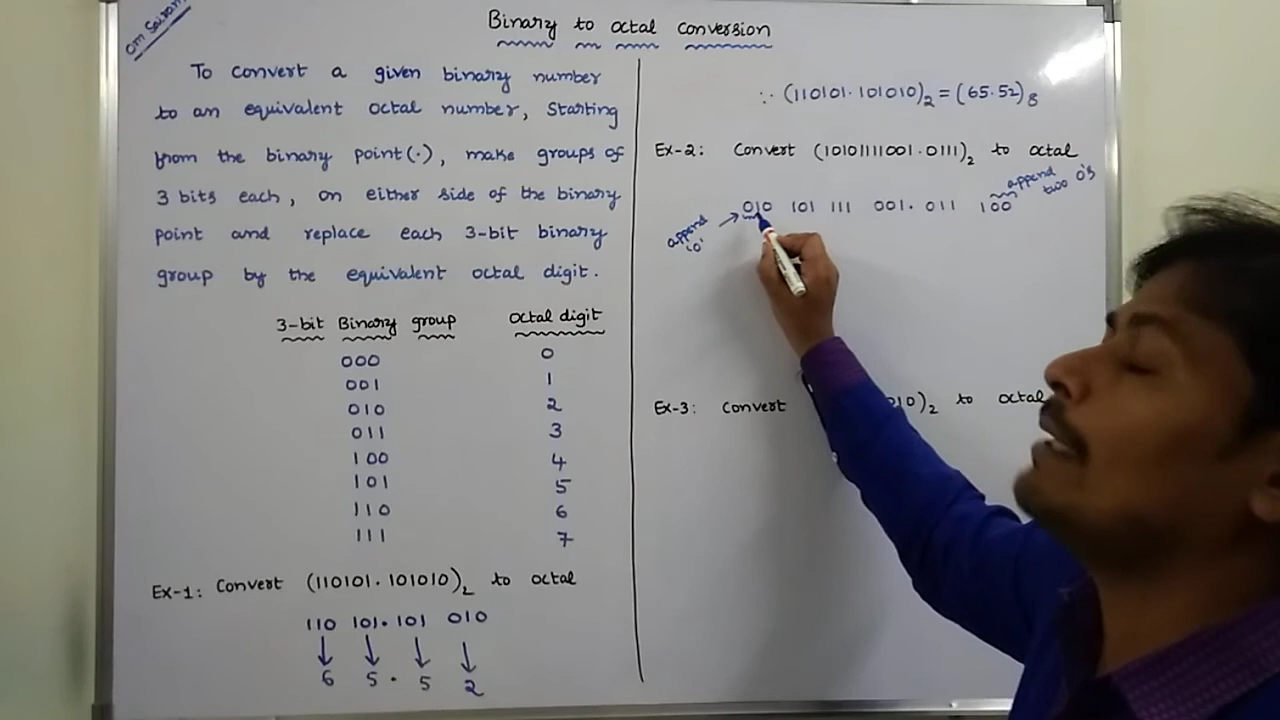 Om Sairam
Binary to octal conversion
To convert a given binary number
to an equivalent octal number, starting
from the binary point(.), make groups of
3 bits each, on either side of the binary
point and replace each 3-bit binary
group by the equivalent octal digit.
3-bit Binary group octal digit
000 0
001 1
010 2
011 3
100 4
101 5
110 6
111 7
Ex-1: Convert (110101.101010)₂ to octal
110 101.101 010
↓ ↓ ↓ ↓
6 5 . 5 2
∵ (110101.101010)₂ = (65.52)₈
Ex-2: Convert (10101111001.0111)₂ to octal
append
two 0's
010 101 111 001. 011 100
append →
'0'
Ex-3: Convert 010)₂ to octal